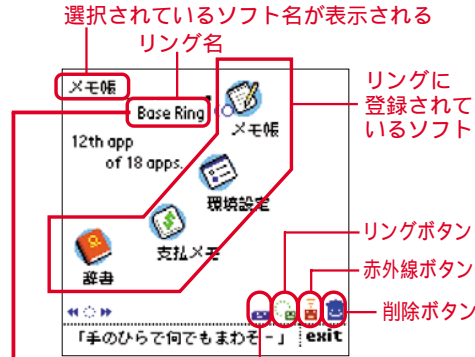 選択されているソフト名が表示される
リング名
メモ帳
Base Ring
メモ帳
リングに
登録されて
いるソフト
12th app
of 18 apps.
環境設定
支払メモ
辞書
リングボタン
赤外線ボタン
削除ボタン
「手のひらで何でもまわそー」
exit